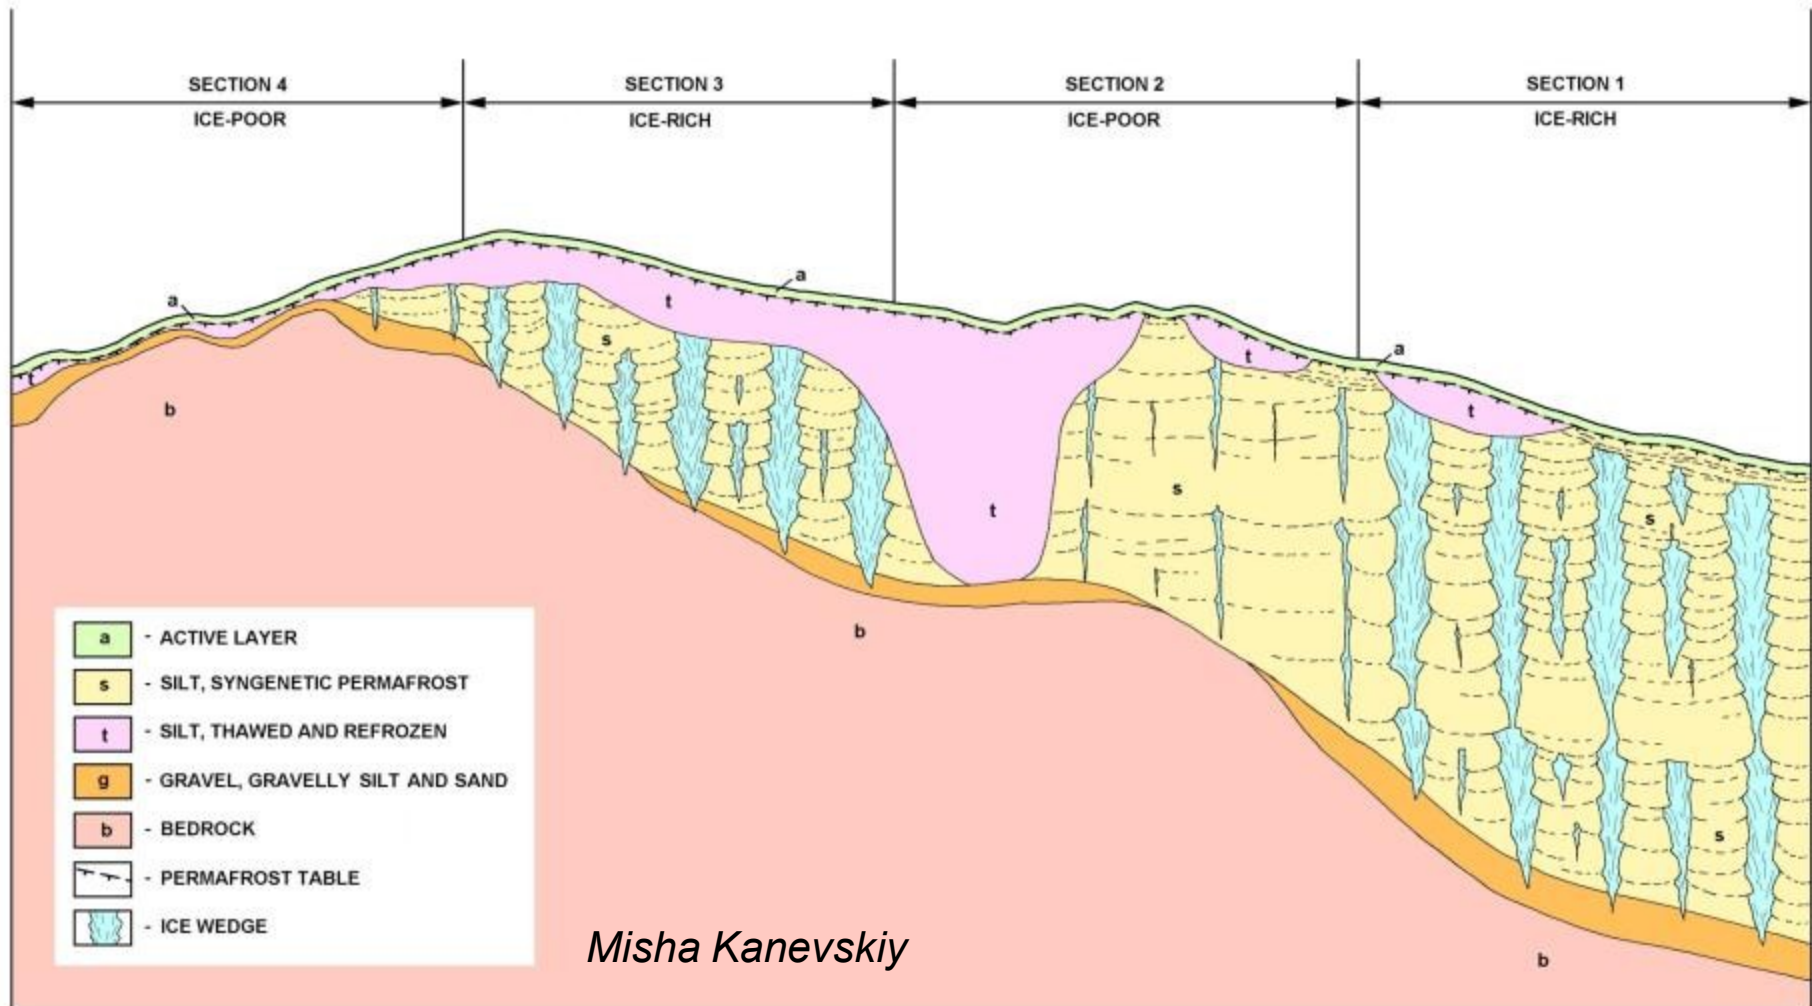 SECTION 4
SECTION 3
SECTION 2
SECTION 1
ICE-POOR
ICE-RICH
ICE-POOR
ICE-RICH
a
a
t
s
t
a
t
t
b
s
t
s
b
s
b
a - ACTIVE LAYER
s - SILT, SYNGENETIC PERMAFROST
t - SILT, THAWED AND REFROZEN
g - GRAVEL, GRAVELLY SILT AND SAND
b - BEDROCK
- PERMAFROST TABLE
- ICE WEDGE
Misha Kanevskiy